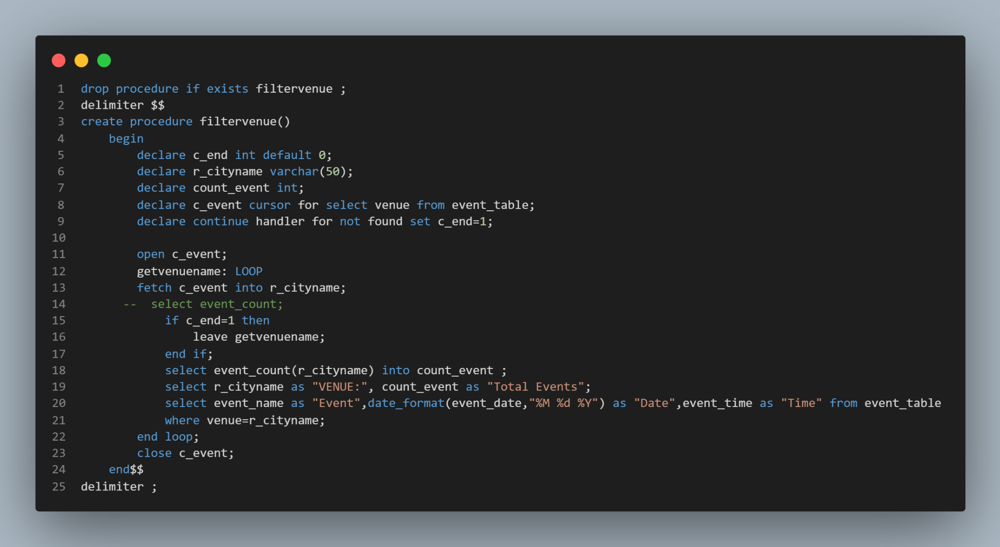 1 drop procedure if exists filtervenue ;
2 delimiter $$
3 create procedure filtervenue()
4     begin
5         declare c_end int default 0;
6         declare r_cityname varchar(50);
7         declare count_event int;
8         declare c_event cursor for select venue from event_table;
9         declare continue handler for not found set c_end=1;
10
11         open c_event;
12         getvenuename: LOOP
13         fetch c_event into r_cityname;
14       --  select event_count;
15             if c_end=1 then
16                 leave getvenuename;
17             end if;
18             select event_count(r_cityname) into count_event ;
19             select r_cityname as "VENUE:", count_event as "Total Events";
20             select event_name as "Event",date_format(event_date,"%M %d %Y") as "Date",event_time as "Time" from event_table
21             where venue=r_cityname;
22         end loop;
23         close c_event;
24     end$$
25 delimiter ;